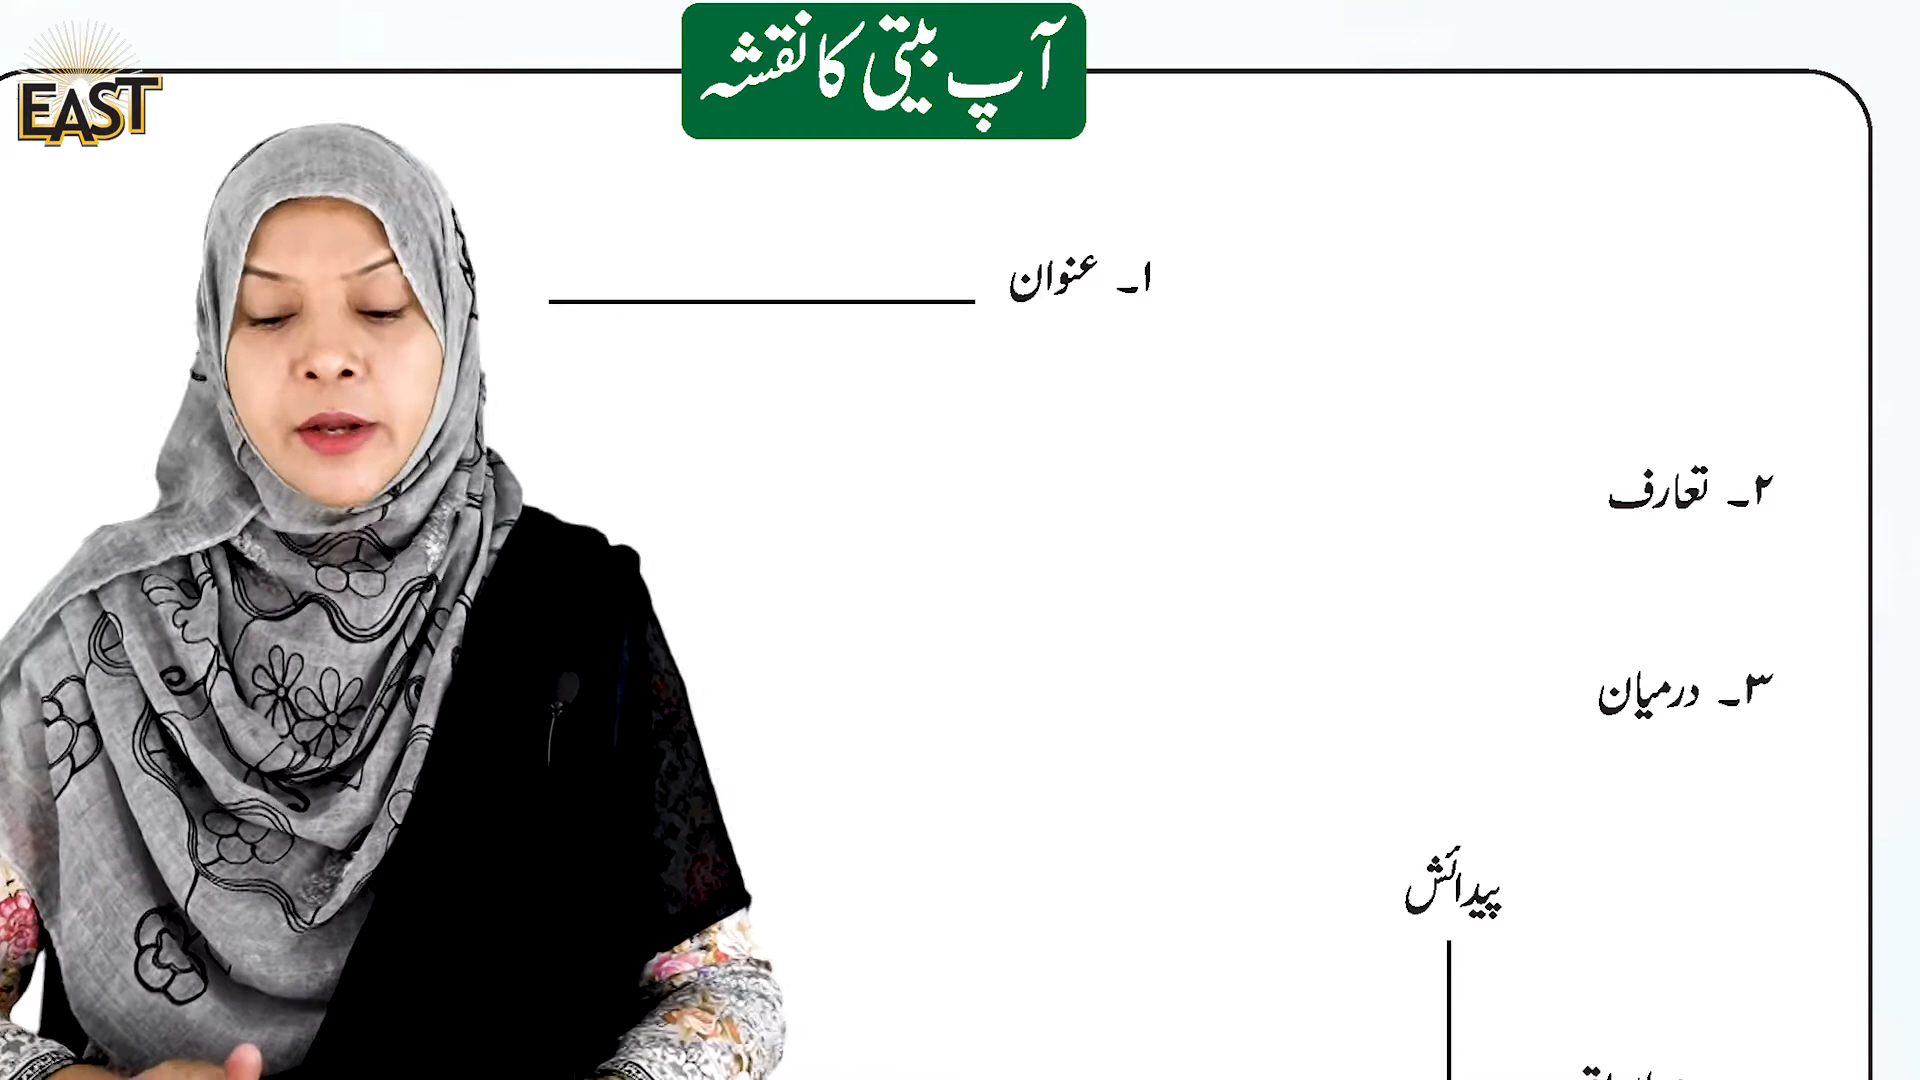 EAST
آپ بیتی کا نقشہ
۱۔ عنوان
۲۔ تعارف
۳۔ درمیان
پیدائش